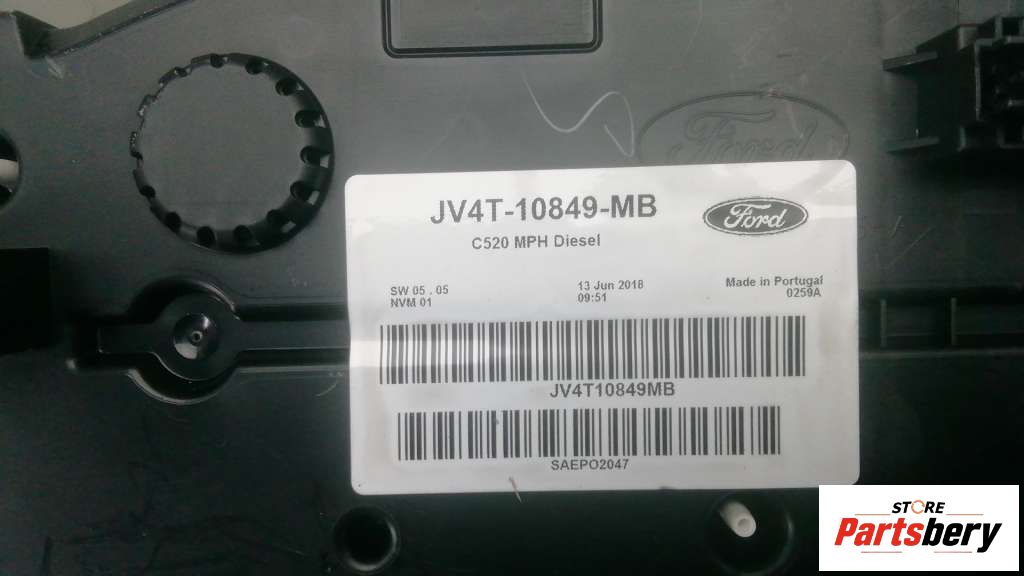 Ford
JV4T-10849-MB
Ford
C520 MPH Diesel
SW 05 . 05
13 Jun 2018
Made in Portugal
NVM 01
09:51
0259A
JV4T10849MB
SAEPO2047
STORE
Partsbery